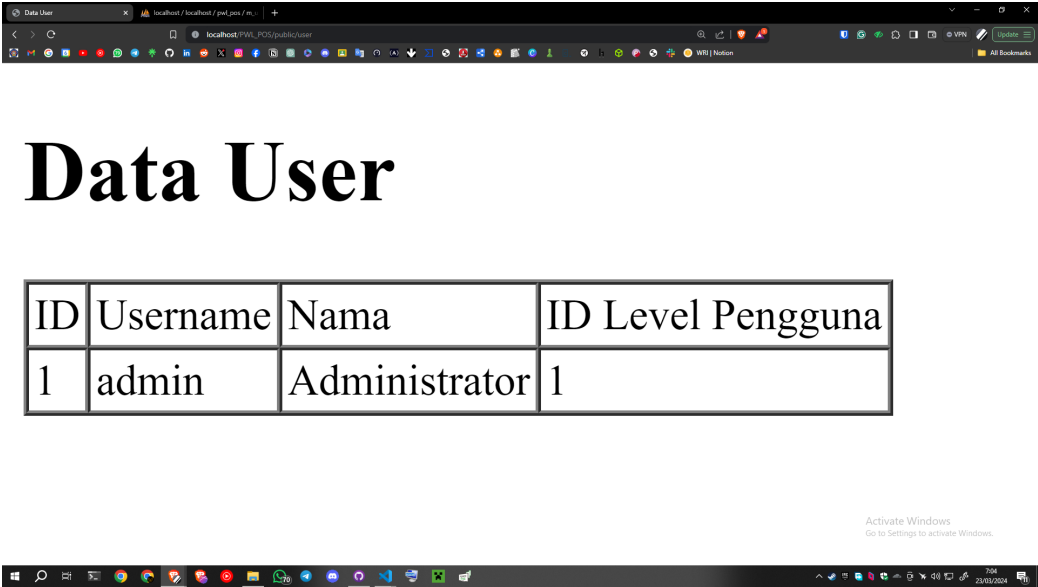 Data User
localhost / localhost / pwl_pos / m_
localhost/PWL_POS/public/user
VPN
Update
WRI | Notion
All Bookmarks
Data User
ID Username Nama ID Level Pengguna
1 admin Administrator 1
Activate Windows
Go to Settings to activate Windows.
70
7:04
23/03/2024